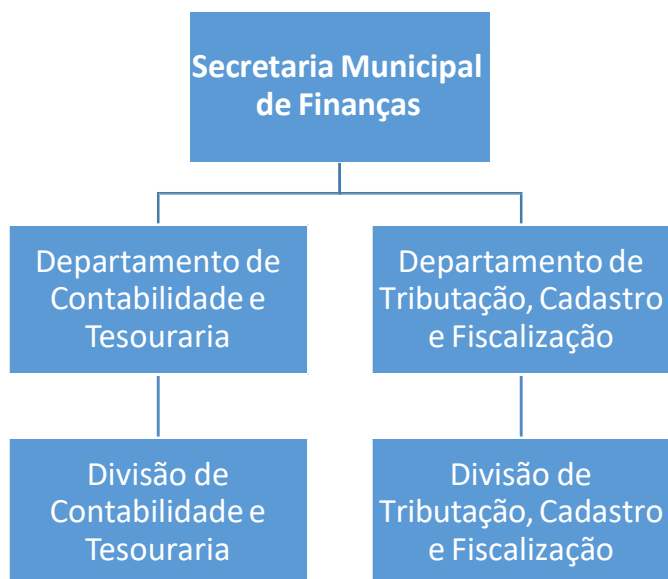 Secretaria Municipal
de Finanças
Departamento de
Contabilidade e
Tesouraria
Departamento de
Tributação, Cadastro
e Fiscalização
Divisão de
Contabilidade e
Tesouraria
Divisão de
Tributação, Cadastro
e Fiscalização